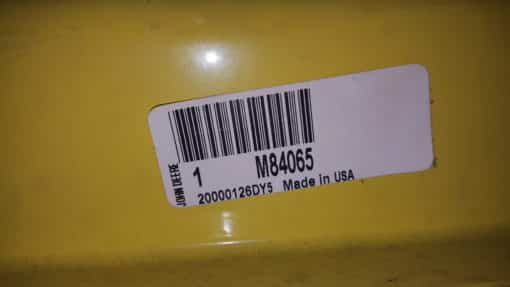 JOHN DEERE
1 M84065
20000126DY5 Made in USA